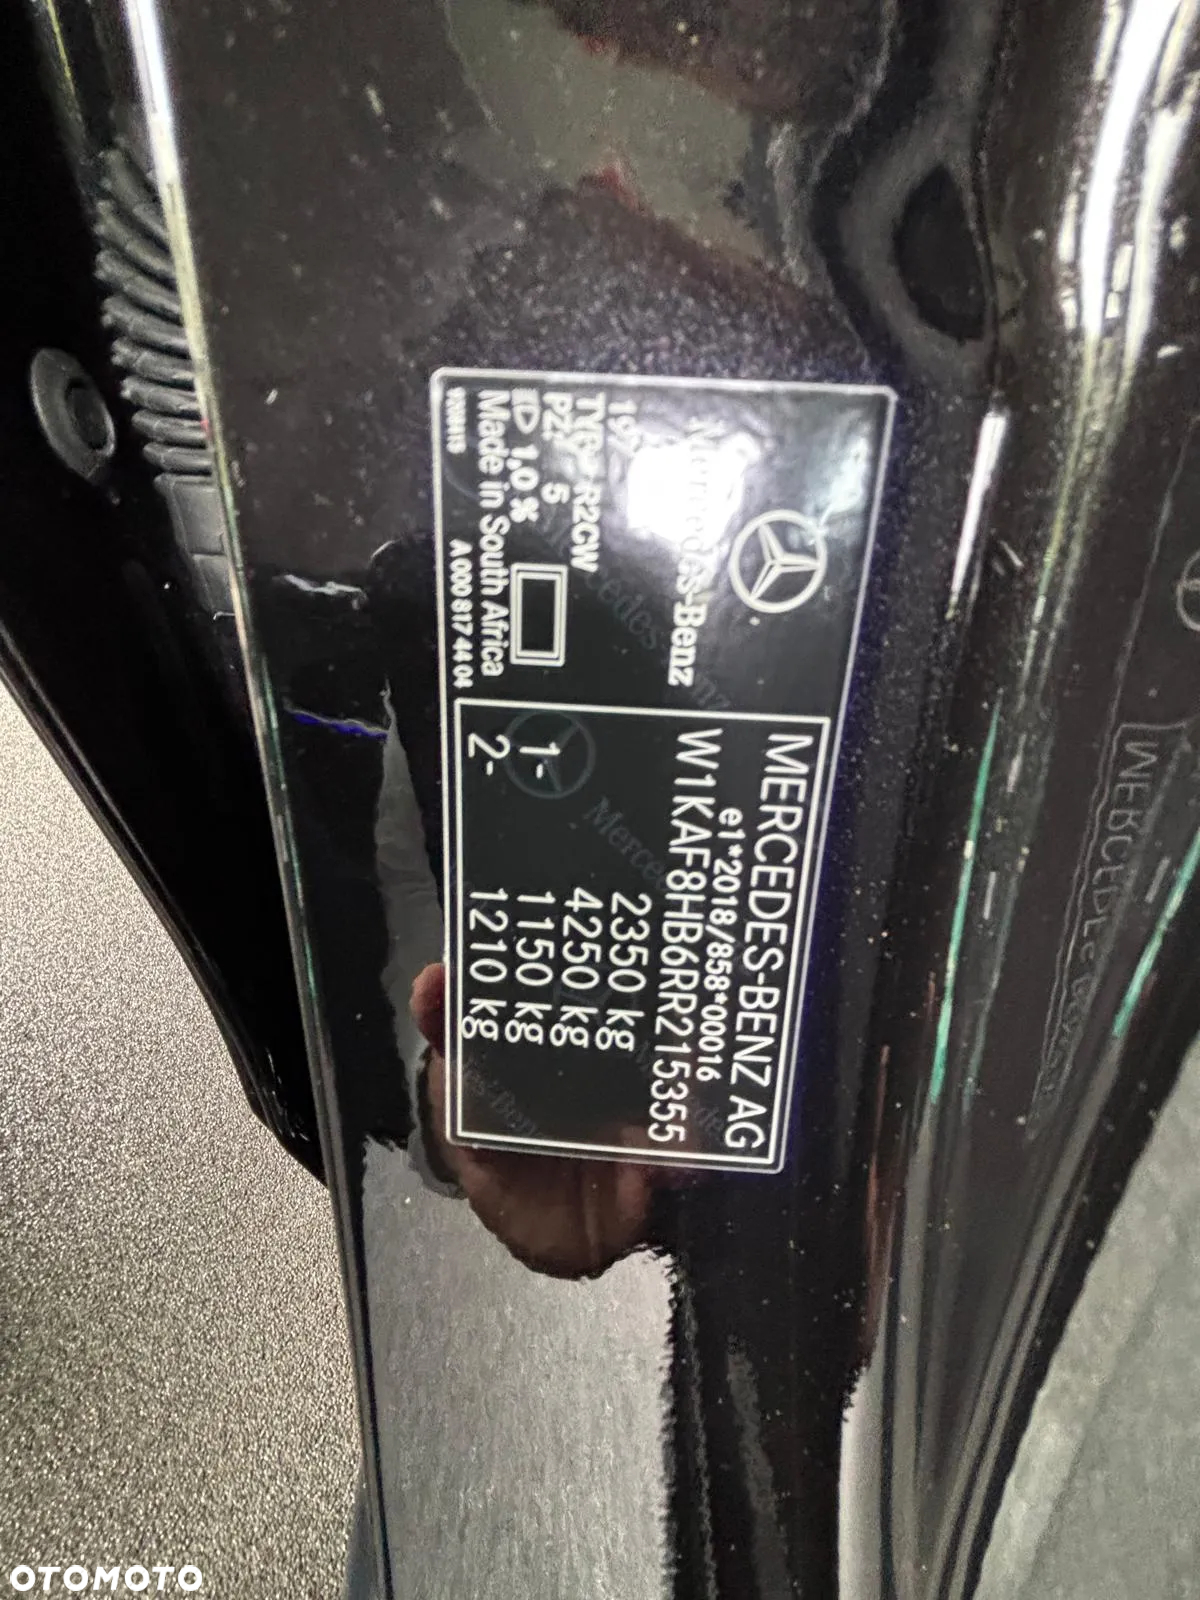 Mercedes-Benz
197
TYP: R2CW
PZ: 5
1,0 %
Made in South Africa
A 000 817 44 04
MERCEDES-BENZ AG
e1*2018/858*00016
W1KAF8HB6RR215355
2350 kg
4250 kg
1- 1150 kg
2- 1210 kg
OTOMOTO